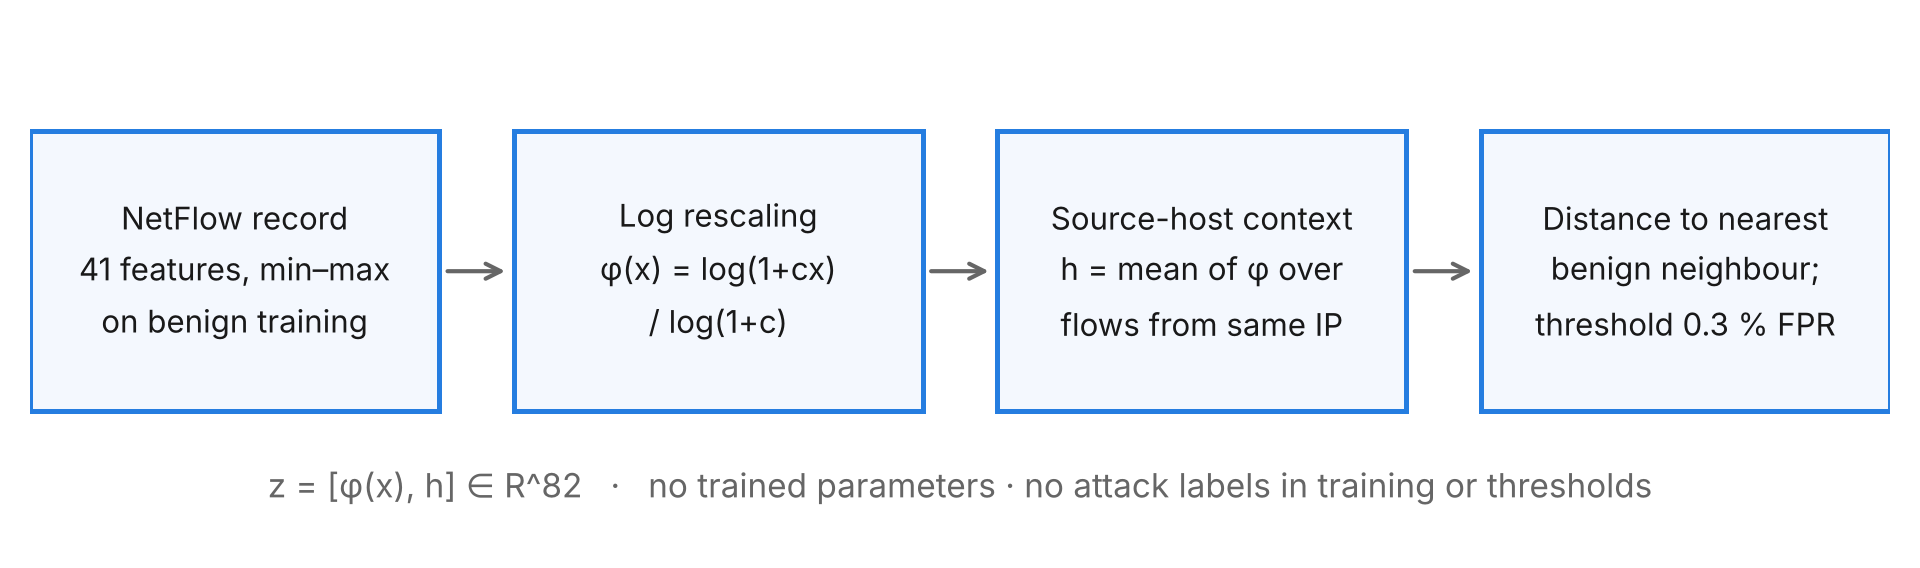 NetFlow record
41 features, min–max
on benign training
Log rescaling
φ(x) = log(1+cx)
/ log(1+c)
Source-host context
h = mean of φ over
flows from same IP
Distance to nearest
benign neighbour;
threshold 0.3 % FPR
z = [φ(x), h] ∈ R^82 · no trained parameters · no attack labels in training or thresholds